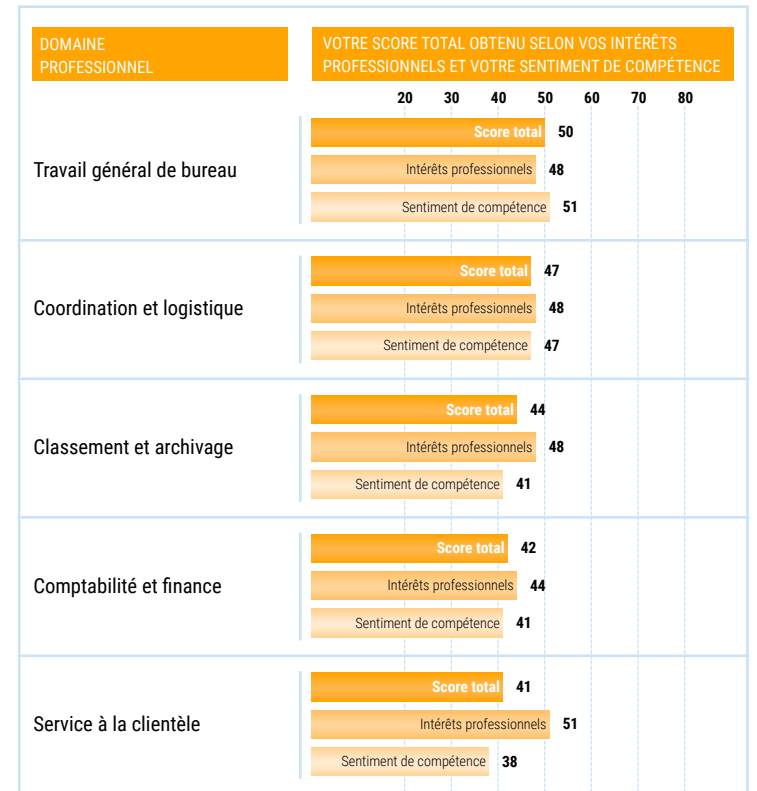 DOMAINE
PROFESSIONNEL
VOTRE SCORE TOTAL OBTENU SELON VOS INTÉRÊTS
PROFESSIONNELS ET VOTRE SENTIMENT DE COMPÉTENCE
20 30 40 50 60 70 80
Travail général de bureau
Score total 50
Intérêts professionnels 48
Sentiment de compétence 51
Coordination et logistique
Score total 47
Intérêts professionnels 48
Sentiment de compétence 47
Classement et archivage
Score total 44
Intérêts professionnels 48
Sentiment de compétence 41
Comptabilité et finance
Score total 42
Intérêts professionnels 44
Sentiment de compétence 41
Service à la clientèle
Score total 41
Intérêts professionnels 51
Sentiment de compétence 38